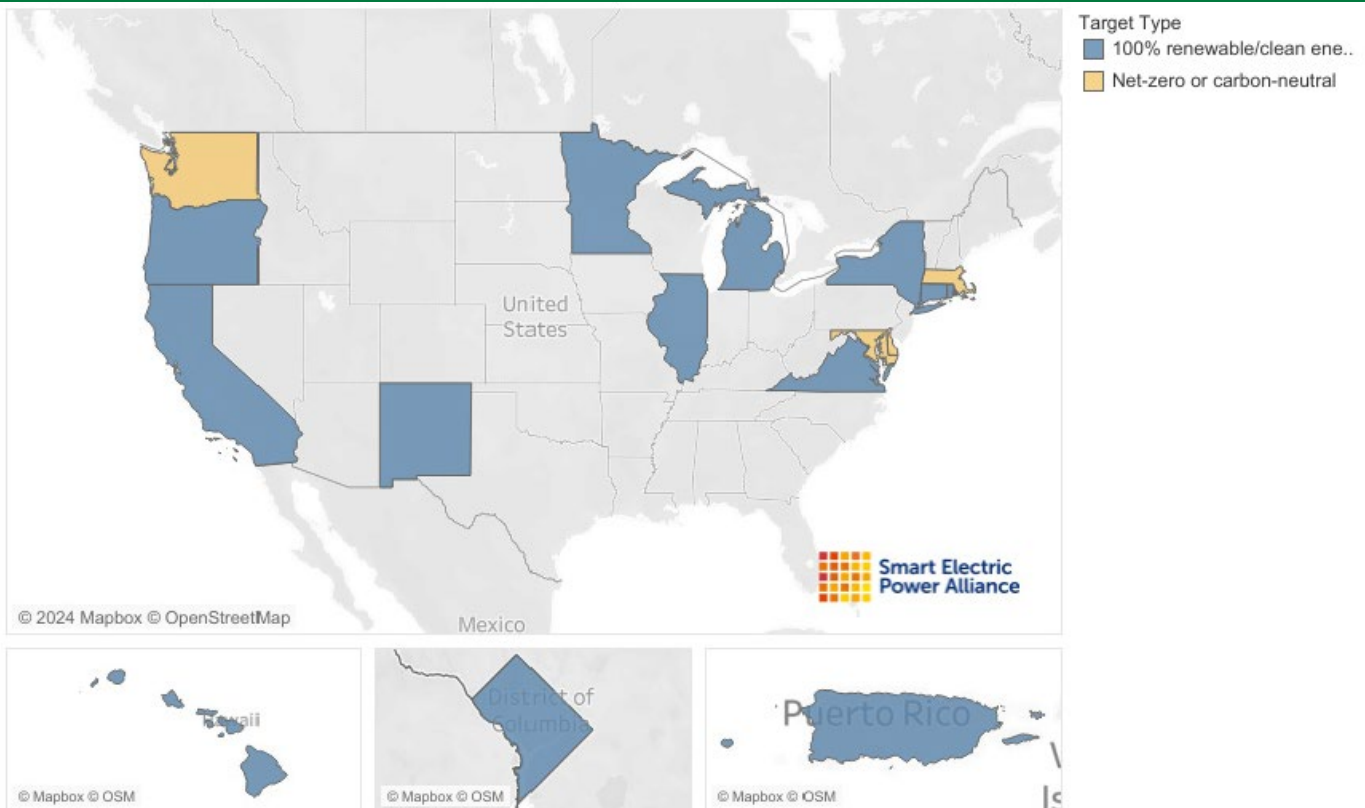 Target Type
100% renewable/clean ene..
Net-zero or carbon-neutral
United
States
Smart Electric
Power Alliance
© 2024 Mapbox © OpenStreetMap
Mexico
Hawaii
© Mapbox © OSM
District of
Columbia
© Mapbox © OSM
Puerto Rico
© Mapbox © OSM